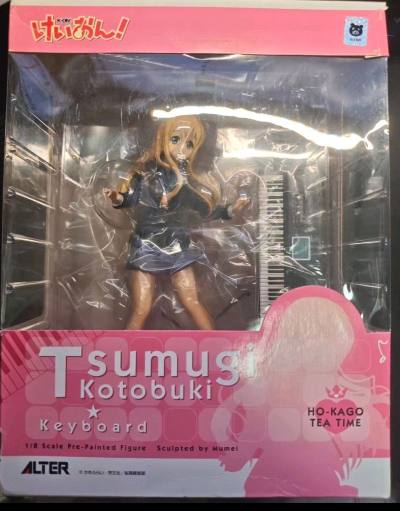 けいおん!
Tsumugi
Kotobuki
Keyboard
1/8 Scale Pre-Painted Figure Sculpted by Mumei
HO-KAGO
TEA TIME
ALTER